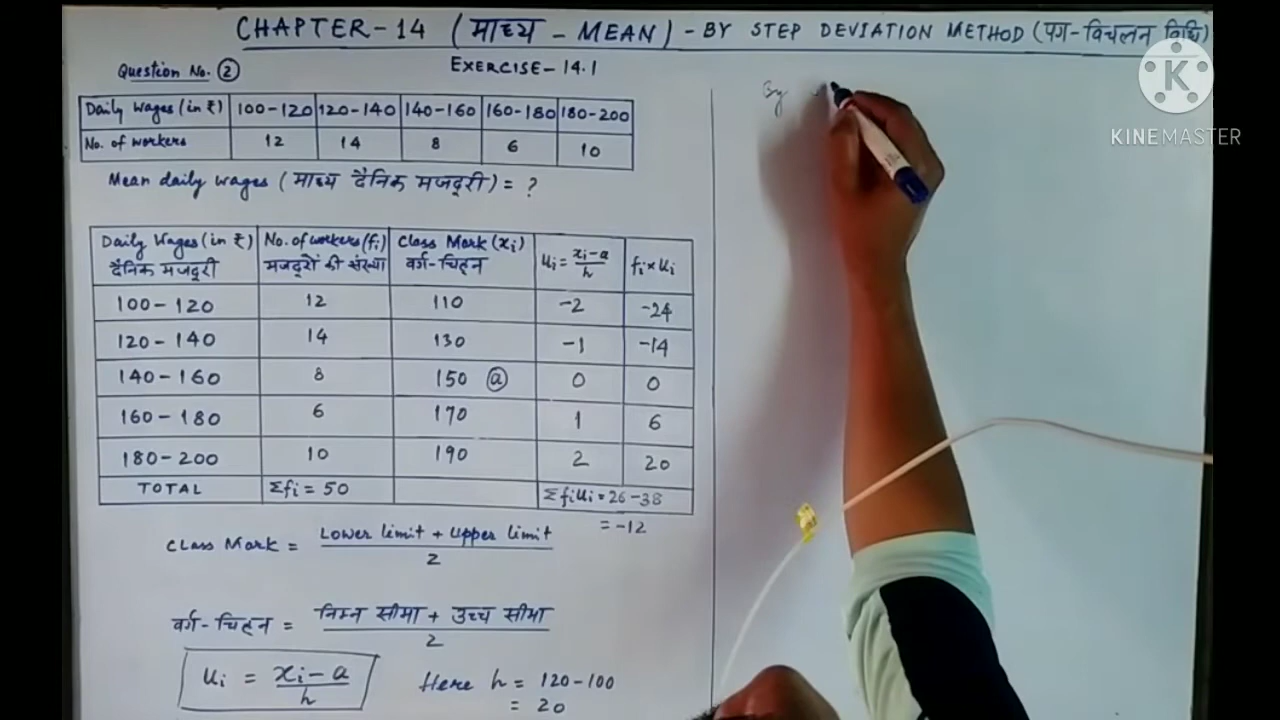 CHAPTER-14 (माध्य - MEAN) - BY STEP DEVIATION METHOD (पग-विचलन विधि)
EXERCISE-14.1
Question No. 2
Daily Wages (in ₹) 100-120 120-140 140-160 160-180 180-200
No. of workers 12 14 8 6 10
Mean daily wages (माध्य दैनिक मजदूरी) = ?
Daily Wages (in ₹) No. of workers (fi) Class Mark (xi) ui = (xi-a)/h fi × ui
दैनिक मजदूरी मजदूरों की संख्या वर्ग-चिह्न
100-120 12 110 -2 -24
120-140 14 130 -1 -14
140-160 8 150 a 0 0
160-180 6 170 1 6
180-200 10 190 2 20
TOTAL Σfi = 50 Σfiui = 26-38
= -12
Class Mark = (Lower limit + Upper limit)/2
वर्ग-चिह्न = (निम्न सीमा + उच्च सीमा)/2
ui = (xi-a)/h
Here h = 120-100
= 20
By
K
KINEMASTER